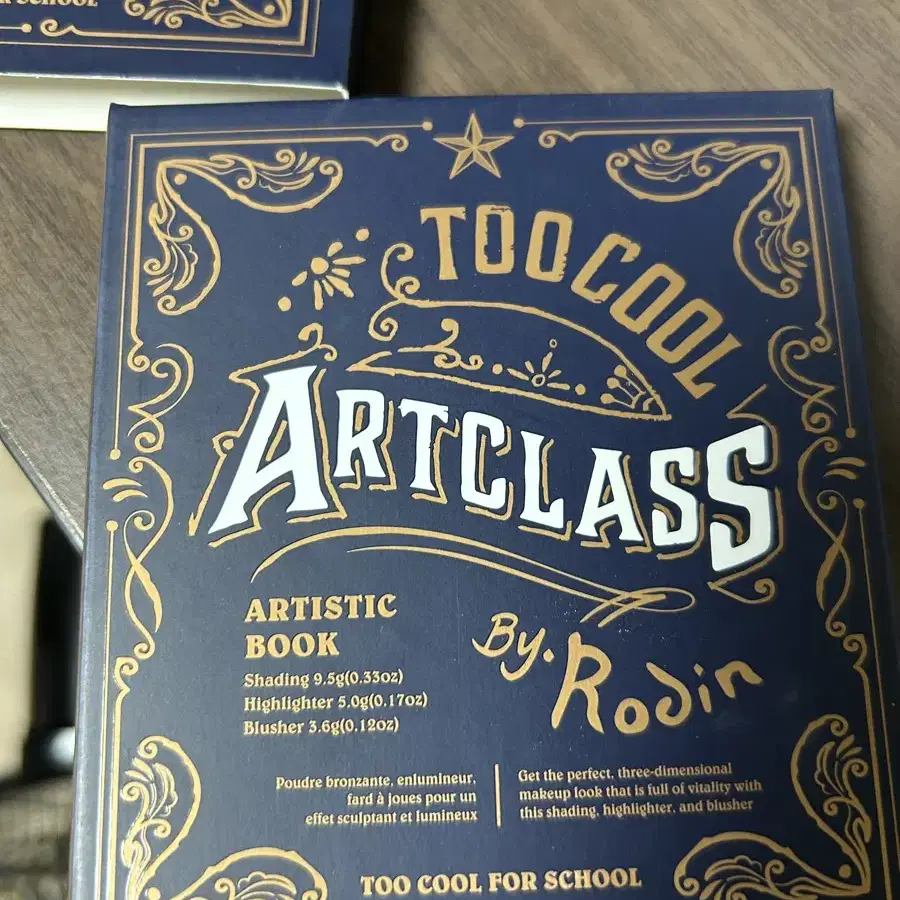 SCHOOL
TOO COOL
ARTCLASS
By. Rodin
ARTISTIC
BOOK
Shading 9.5g(0.33oz)
Highlighter 5.0g(0.17oz)
Blusher 3.6g(0.12oz)
Poudre bronzante, enlumineur,
fard à joues pour un
effet sculptant et lumineux
Get the perfect, three-dimensional
makeup look that is full of vitality with
this shading, highlighter, and blusher
TOO COOL FOR SCHOOL